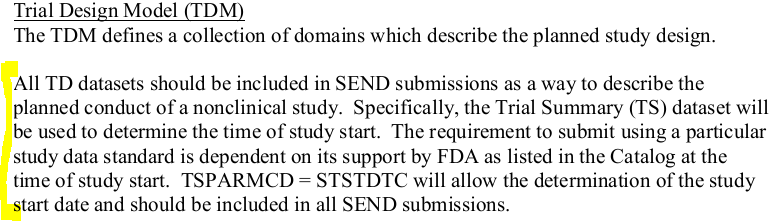 Trial Design Model (TDM)
The TDM defines a collection of domains which describe the planned study design.
All TD datasets should be included in SEND submissions as a way to describe the
planned conduct of a nonclinical study.  Specifically, the Trial Summary (TS) dataset will
be used to determine the time of study start.  The requirement to submit using a particular
study data standard is dependent on its support by FDA as listed in the Catalog at the
time of study start.  TSPARMCD = STSTDTC will allow the determination of the study
start date and should be included in all SEND submissions.